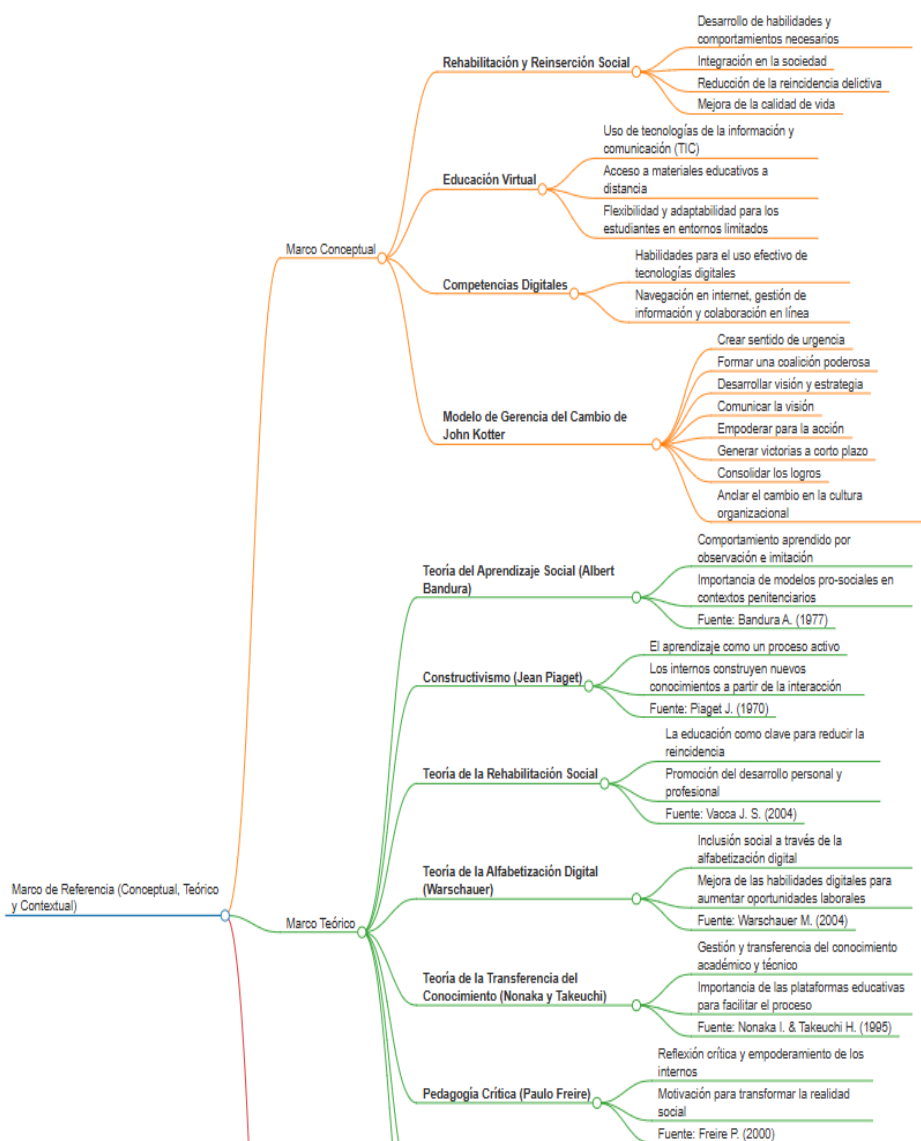 Desarrollo de habilidades y
comportamientos necesarios
Rehabilitación y Reinserción Social
Integración en la sociedad
Reducción de la reincidencia delictiva
Mejora de la calidad de vida
Uso de tecnologías de la información y
comunicación (TIC)
Educación Virtual
Acceso a materiales educativos a
distancia
Flexibilidad y adaptabilidad para los
estudiantes en entornos limitados
Marco Conceptual
Habilidades para el uso efectivo de
tecnologías digitales
Competencias Digitales
Navegación en internet, gestión de
información y colaboración en línea
Crear sentido de urgencia
Formar una coalición poderosa
Desarrollar visión y estrategia
Comunicar la visión
Modelo de Gerencia del Cambio de
John Kotter
Empoderar para la acción
Generar victorias a corto plazo
Consolidar los logros
Anclar el cambio en la cultura
organizacional
Comportamiento aprendido por
observación e imitación
Teoría del Aprendizaje Social (Albert
Bandura)
Importancia de modelos pro-sociales en
contextos penitenciarios
Fuente: Bandura A. (1977)
El aprendizaje como un proceso activo
Constructivismo (Jean Piaget)
Los internos construyen nuevos
conocimientos a partir de la interacción
Fuente: Piaget J. (1970)
La educación como clave para reducir la
reincidencia
Teoría de la Rehabilitación Social
Promoción del desarrollo personal y
profesional
Fuente: Vacca J. S. (2004)
Inclusión social a través de la
alfabetización digital
Teoría de la Alfabetización Digital
(Warschauer)
Mejora de las habilidades digitales para
aumentar oportunidades laborales
Fuente: Warschauer M. (2004)
Marco de Referencia (Conceptual, Teórico
y Contextual)
Marco Teórico
Gestión y transferencia del conocimiento
académico y técnico
Teoría de la Transferencia del
Conocimiento (Nonaka y Takeuchi)
Importancia de las plataformas educativas
para facilitar el proceso
Fuente: Nonaka I. & Takeuchi H. (1995)
Reflexión crítica y empoderamiento de los
internos
Pedagogía Crítica (Paulo Freire)
Motivación para transformar la realidad
social
Fuente: Freire P. (2000)